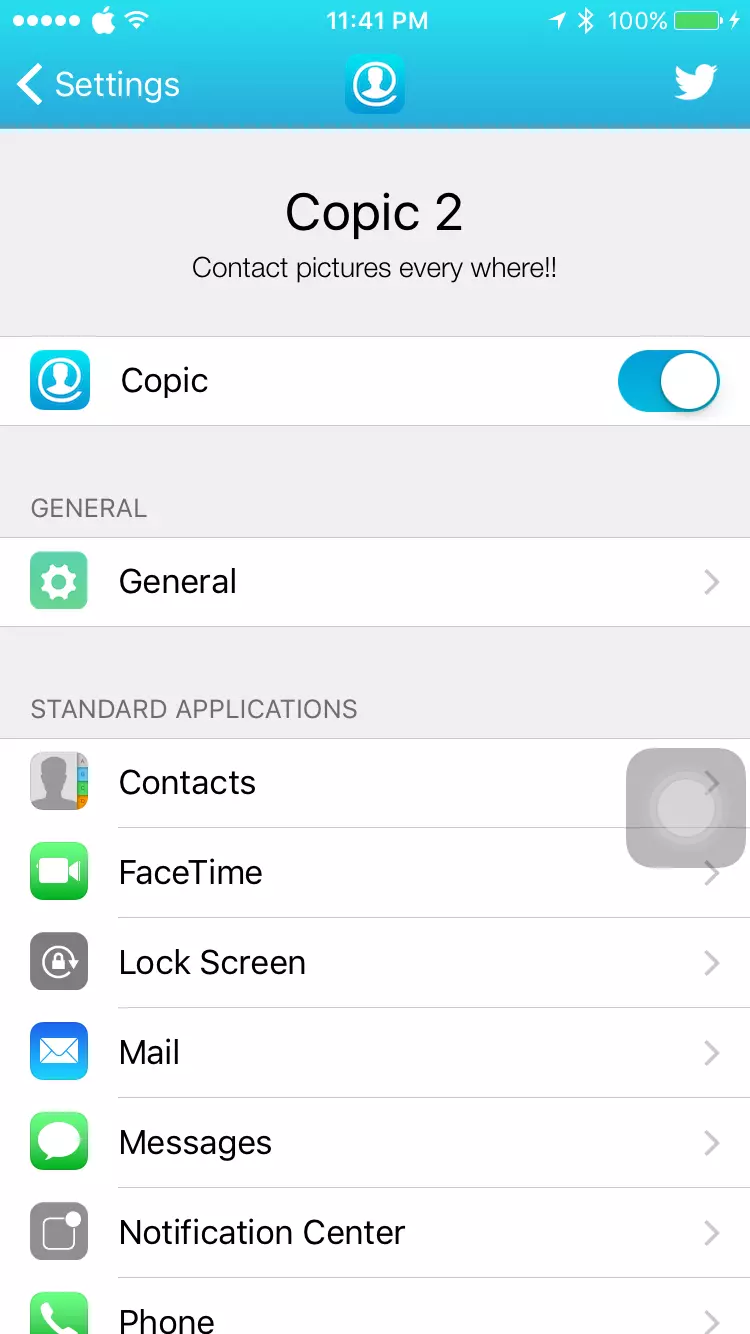 11:41 PM 100%
Settings
Copic 2
Contact pictures every where!!
Copic
GENERAL
General
STANDARD APPLICATIONS
Contacts
FaceTime
Lock Screen
Mail
Messages
Notification Center
Phone